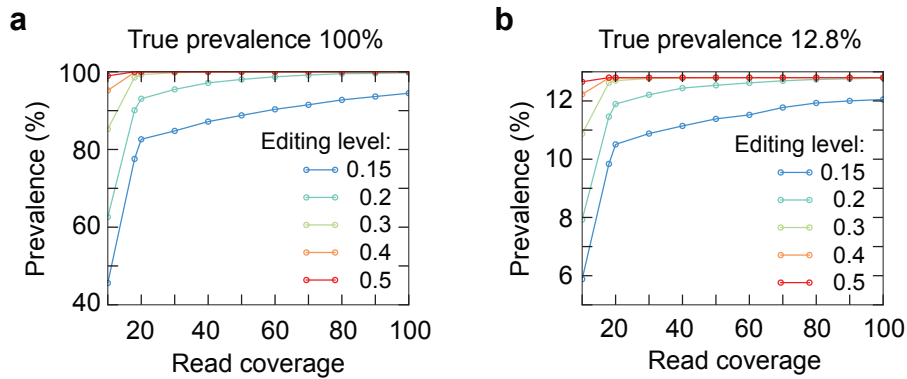 a
True prevalence 100%
Prevalence (%)
100
80
60
40
20 40 60 80 100
Read coverage
Editing level:
0.15
0.2
0.3
0.4
0.5
b
True prevalence 12.8%
Prevalence (%)
12
10
8
6
20 40 60 80 100
Read coverage
Editing level:
0.15
0.2
0.3
0.4
0.5